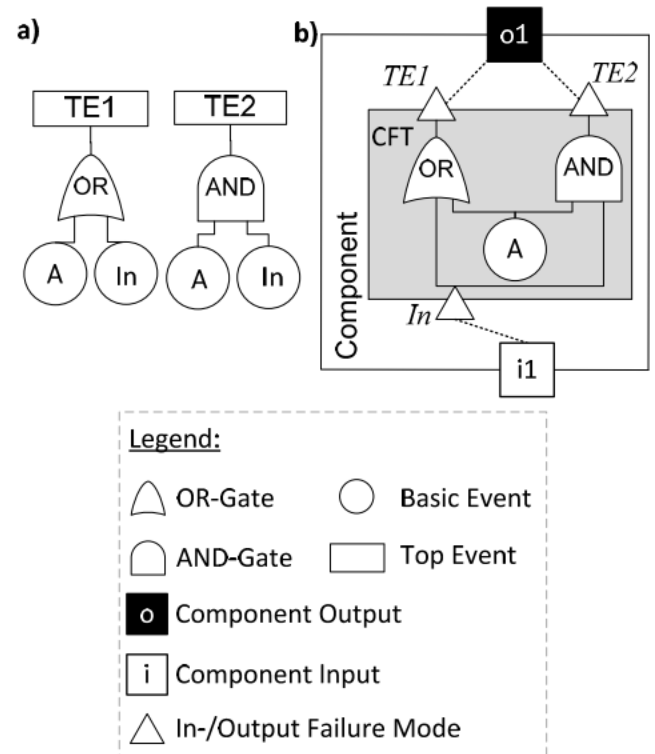 a)
TE1
TE2
OR
AND
A
In
A
In
b)
o1
TE1
TE2
CFT
OR
AND
A
Component
In
i1
Legend:
OR-Gate
Basic Event
AND-Gate
Top Event
o
Component Output
i
Component Input
In-/Output Failure Mode